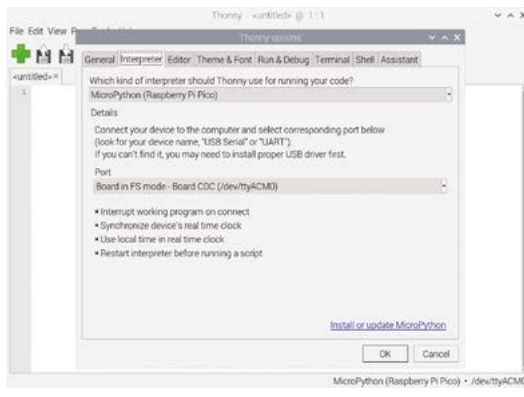 Thonny - <untitled> @ 1:1
File Edit View
Thonny options
<untitled> ×
1
General Interpreter Editor Theme & Font Run & Debug Terminal Shell Assistant
Which kind of interpreter should Thonny use for running your code?
MicroPython (Raspberry Pi Pico)
Details
Connect your device to the computer and select corresponding port below
(look for your device name, "USB Serial" or "UART").
If you can't find it, you may need to install proper USB driver first.
Port
Board in FS mode - Board CDC (/dev/ttyACM0)
Interrupt working program on connect
Synchronize device's real time clock
Use local time in real time clock
Restart interpreter before running a script
Install or update MicroPython
OK Cancel
MicroPython (Raspberry Pi Pico) • /dev/ttyACM0